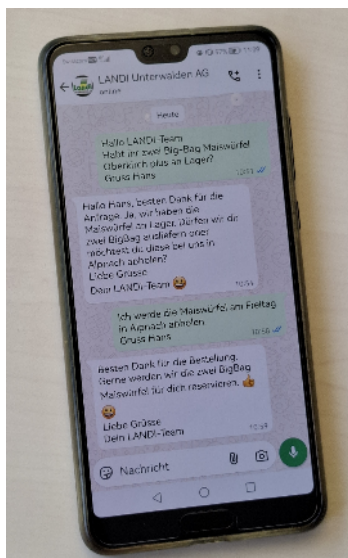 LANDI Unterwalden AG
online
Heute
Hallo LANDI-Team
Habt ihr zwei Big-Bag Maiswürfel
Oberkirch plus an Lager?
Gruss Hans
Hallo Hans, besten Dank für die
Anfrage. Ja, wir haben die
Maiswürfel an Lager. Dürfen wir dir
zwei BigBag ausliefern oder
möchtest du diese bei uns in
Alpnach abholen?
Liebe Grüsse
Dein LANDI-Team 😀
Ich werde die Maiswürfel am Freitag
in Alpnach abholen
Gruss Hans
Besten Dank für die Bestellung.
Gerne werden wir die zwei BigBag
Maiswürfel für dich reservieren. 👍
😀
Liebe Grüsse
Dein LANDI-Team
Nachricht